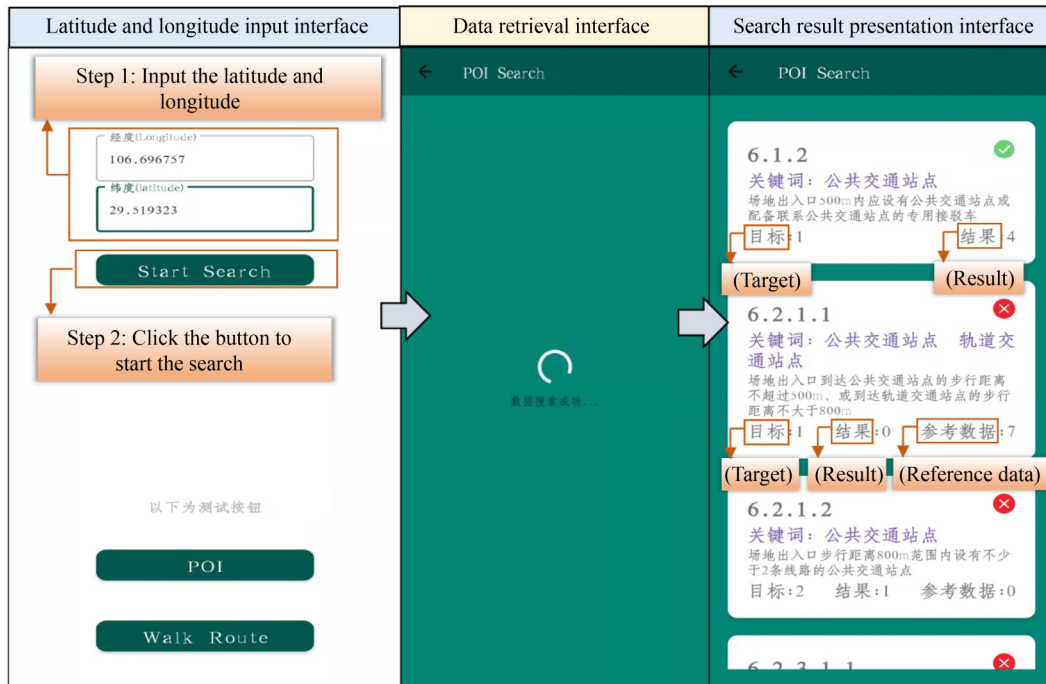 Latitude and longitude input interface
Step 1: Input the latitude and
longitude
经度(Longitude)
106.696757
纬度(latitude)
29.519323
Start Search
Step 2: Click the button to
start the search
以下为测试按钮
POI
Walk Route
Data retrieval interface
POI Search
数据搜索成功...
Search result presentation interface
POI Search
6.1.2
关键词: 公共交通站点
场地出入口500m内应设有公共交通站点或
配备联系公共交通站点的专用接驳车
目标:1 结果:4
(Target) (Result)
6.2.1.1
关键词: 公共交通站点 轨道交
通站点
场地出入口到达公共交通站点的步行距离
不超过500m, 或到达轨道交通站点的步行
距离不大于800m
目标:1 结果:0 参考数据:7
(Target) (Result) (Reference data)
6.2.1.2
关键词: 公共交通站点
场地出入口步行距离800m范围内设有不少
于2条线路的公共交通站点
目标:2 结果:1 参考数据:0
6.2.3.1.1